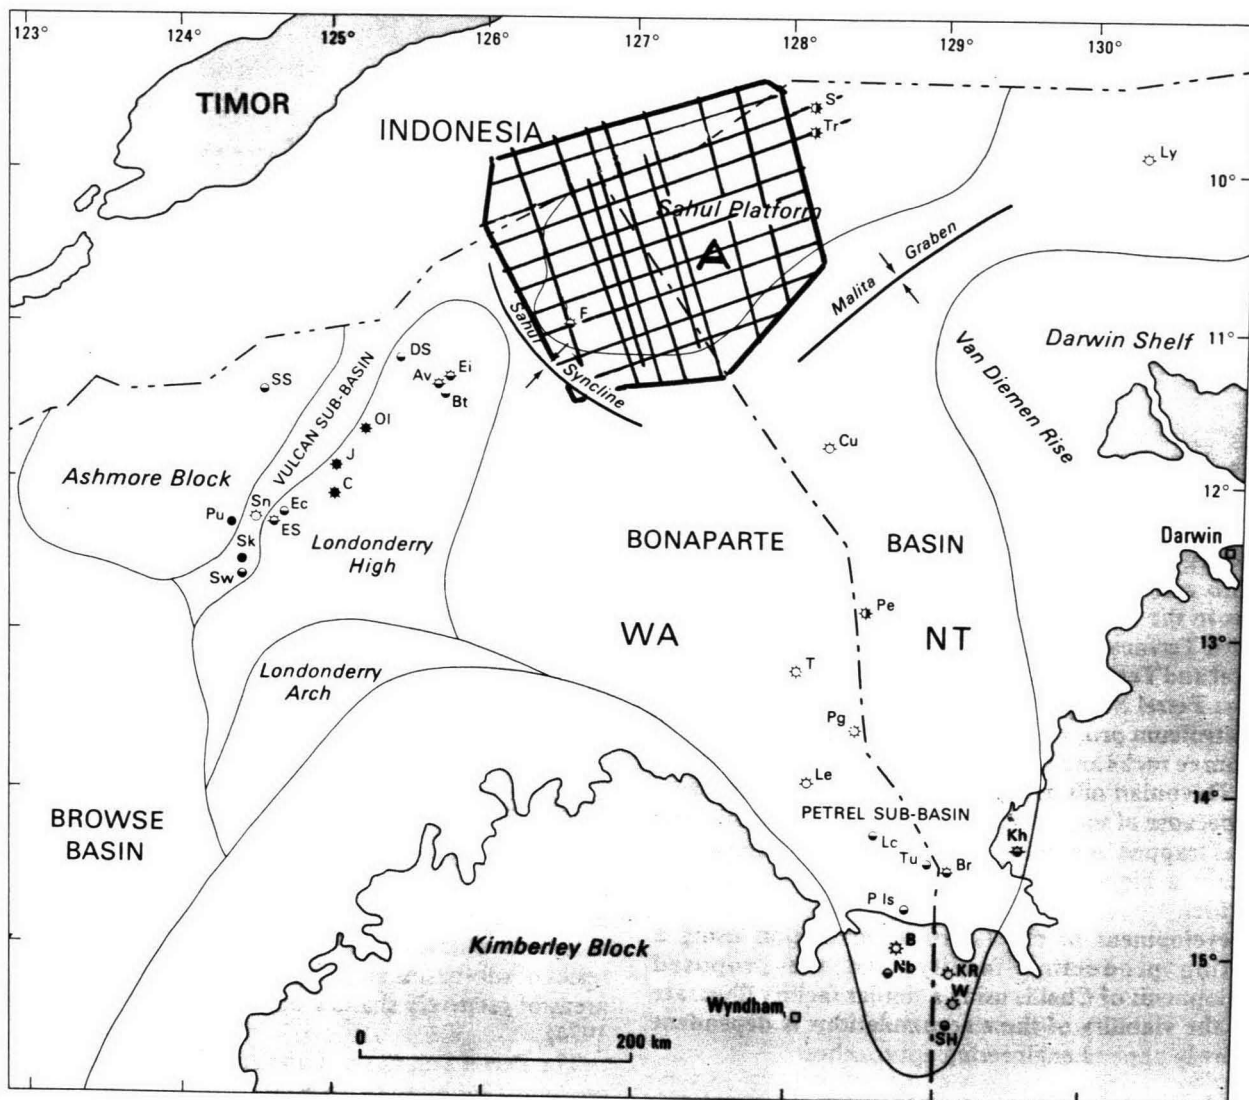 123° 124° 125° 126° 127° 128° 129° 130°
TIMOR
INDONESIA
S
Tr
Ly
10°
Sahul Platform
A
Malita Graben
F
Sahul Syncline
Darwin Shelf
11°
Van Diemen Rise
DS
Ei
Av
Bt
SS
VULCAN SUB-BASIN
Ol
J
C
Cu
Ashmore Block
12°
Sn
Ec
Pu
ES
Sk
Sw
Londonderry
High
BONAPARTE BASIN
Darwin
Pe
WA NT
13°
T
Londonderry
Arch
Pg
Le
14°
BROWSE
BASIN
PETREL SUB-BASIN
Lc
Tu
Br
Kh
P Is
Kimberley Block
B
Nb
KR
15°
W
Wyndham
SH
0 200 km